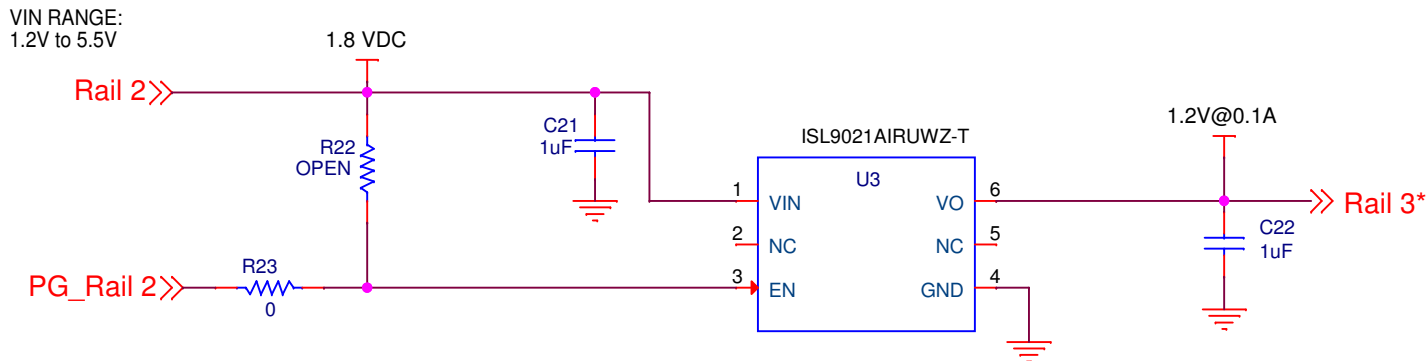 VIN RANGE:
1.2V to 5.5V
1.8 VDC
Rail 2
R22
OPEN
C21
1uF
ISL9021AIRUWZ-T
U3
1
VIN
2
NC
3
EN
VO
6
NC
5
GND
4
1.2V@0.1A
Rail 3*
C22
1uF
PG_Rail 2
R23
0